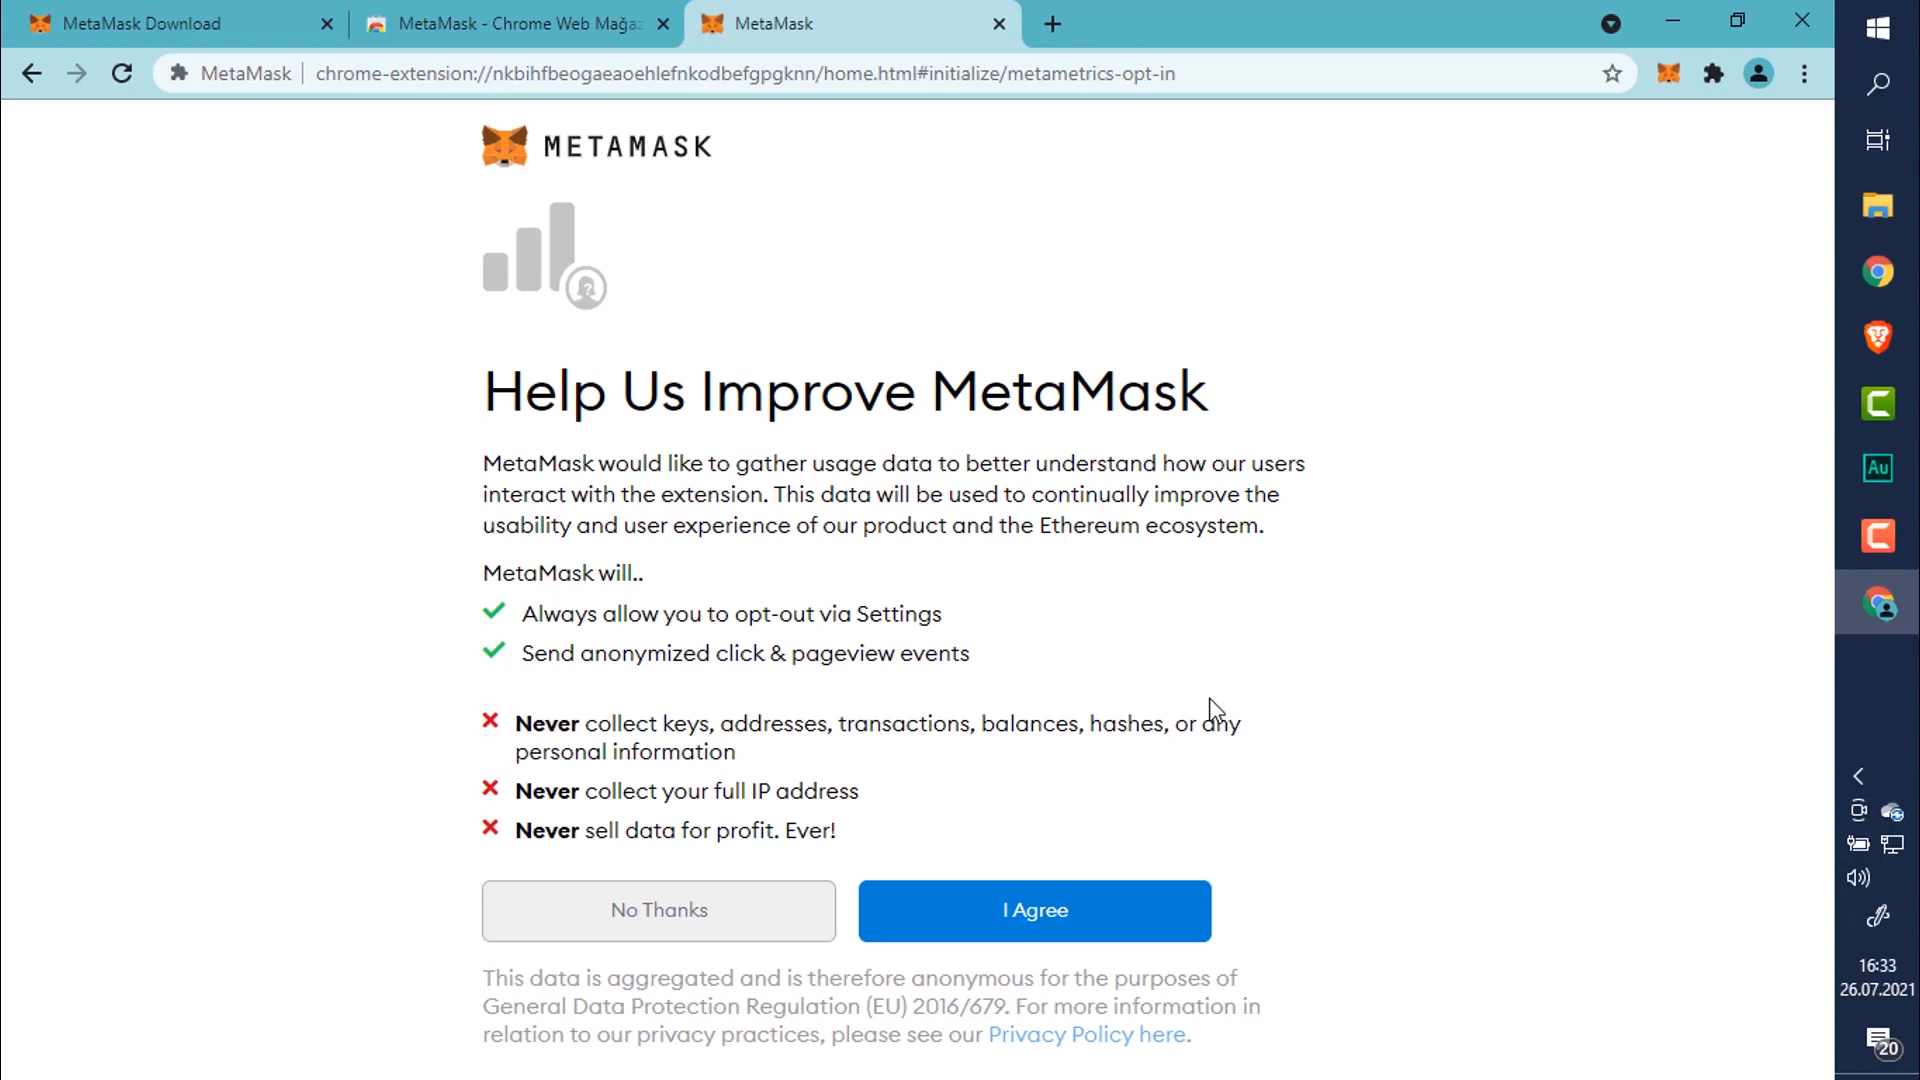 MetaMask Download
MetaMask - Chrome Web Mağaz
MetaMask
MetaMask
chrome-extension://nkbihfbeogaeaoehlefnkodbefgpgknn/home.html#initialize/metametrics-opt-in
METAMASK
?
Help Us Improve MetaMask
MetaMask would like to gather usage data to better understand how our users
interact with the extension. This data will be used to continually improve the
usability and user experience of our product and the Ethereum ecosystem.
MetaMask will..
Always allow you to opt-out via Settings
Send anonymized click & pageview events
Never collect keys, addresses, transactions, balances, hashes, or any
personal information
Never collect your full IP address
Never sell data for profit. Ever!
No Thanks
I Agree
This data is aggregated and is therefore anonymous for the purposes of
General Data Protection Regulation (EU) 2016/679. For more information in
relation to our privacy practices, please see our Privacy Policy here.
Au
16:33
26.07.2021
20